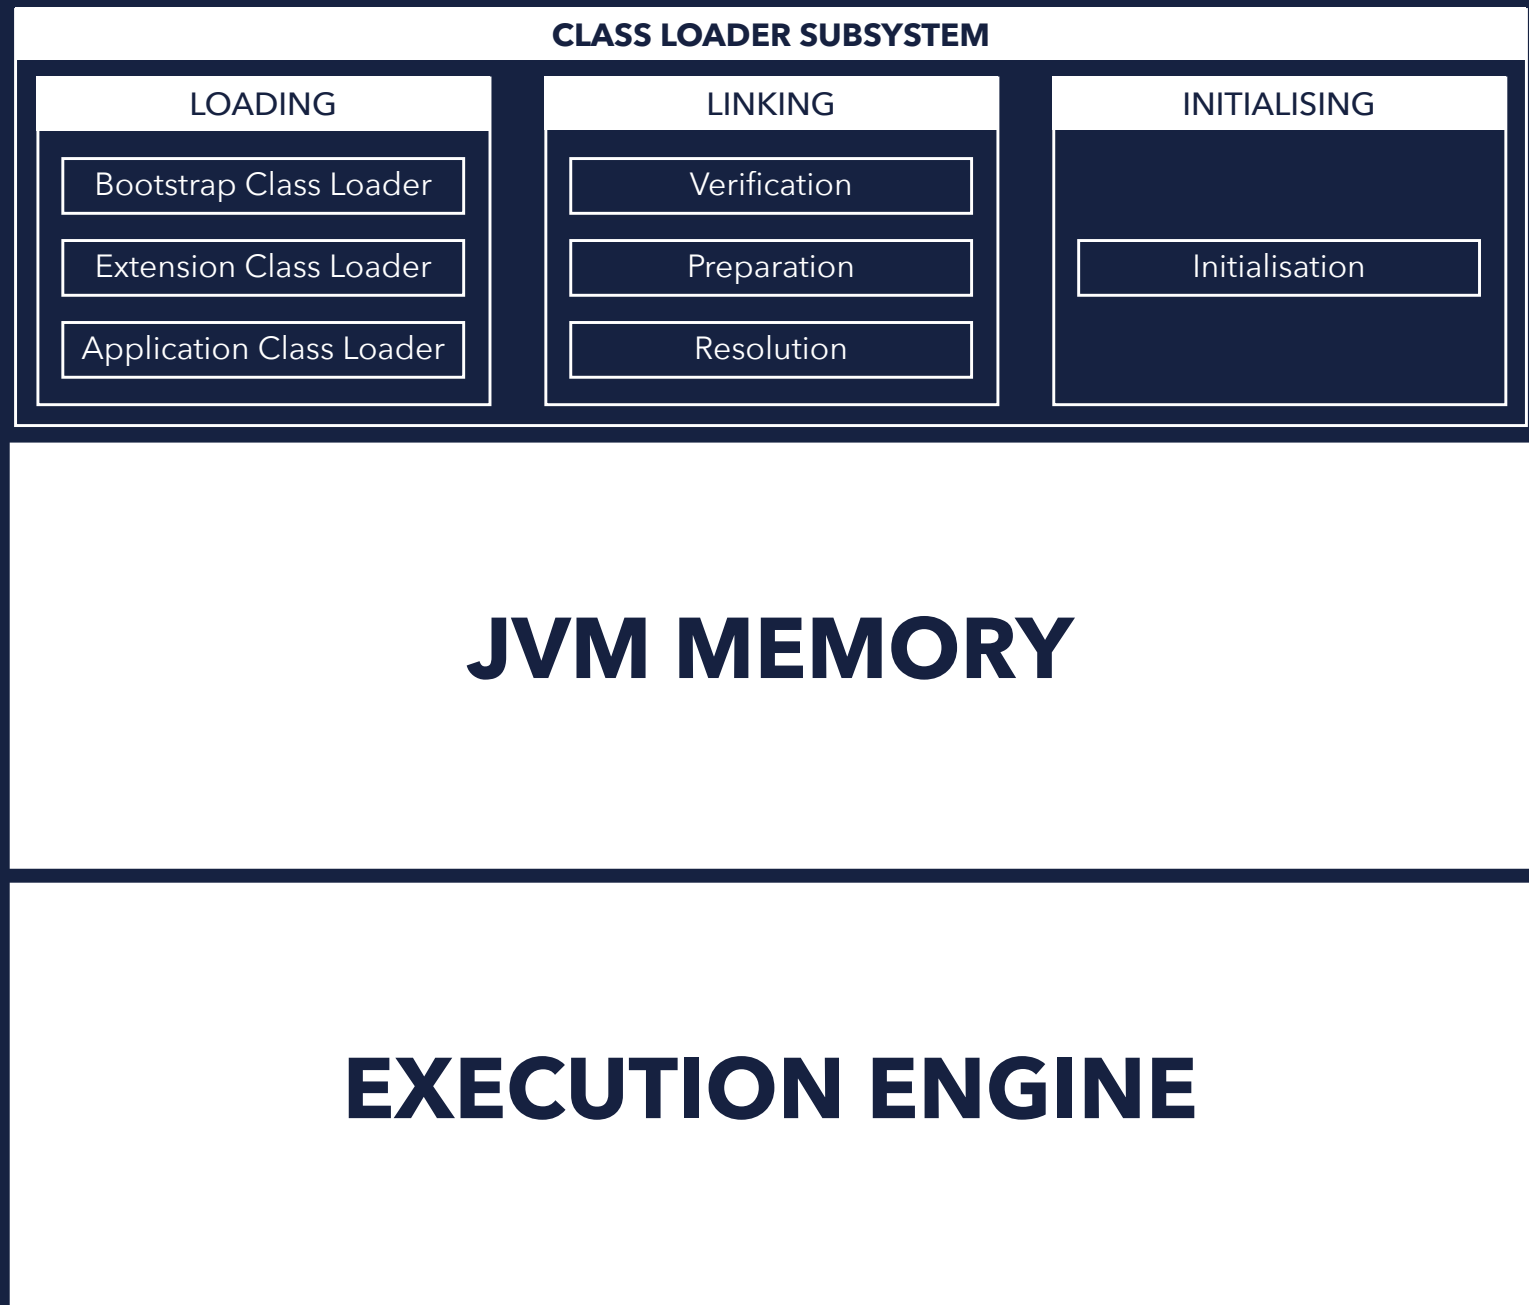 CLASS LOADER SUBSYSTEM
LOADING
Bootstrap Class Loader
Extension Class Loader
Application Class Loader
LINKING
Verification
Preparation
Resolution
INITIALISING
Initialisation
JVM MEMORY
EXECUTION ENGINE